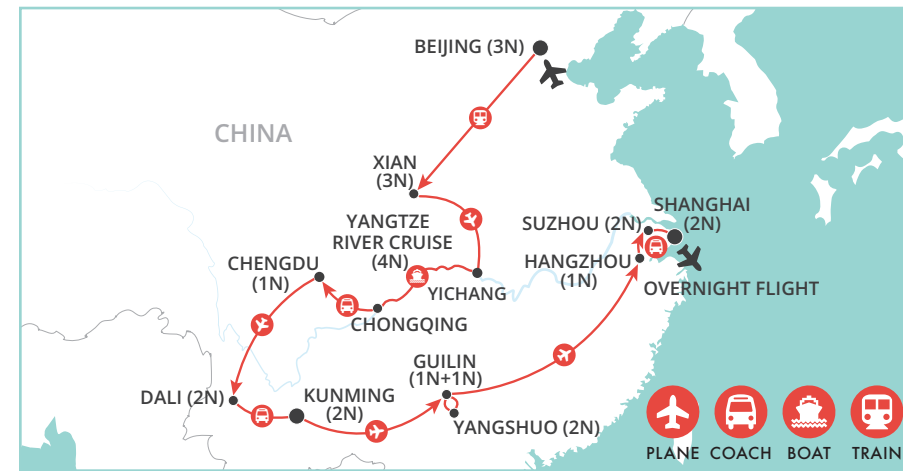 BEIJING (3N)
CHINA
XIAN
(3N)
YANGTZE
RIVER CRUISE
(4N)
SHANGHAI
(2N)
SUZHOU (2N)
HANGZHOU
(1N)
CHENGDU
(1N)
YICHANG
OVERNIGHT FLIGHT
CHONGQING
GUILIN
(1N+1N)
DALI (2N)
KUNMING
(2N)
YANGSHUO (2N)
PLANE COACH BOAT TRAIN